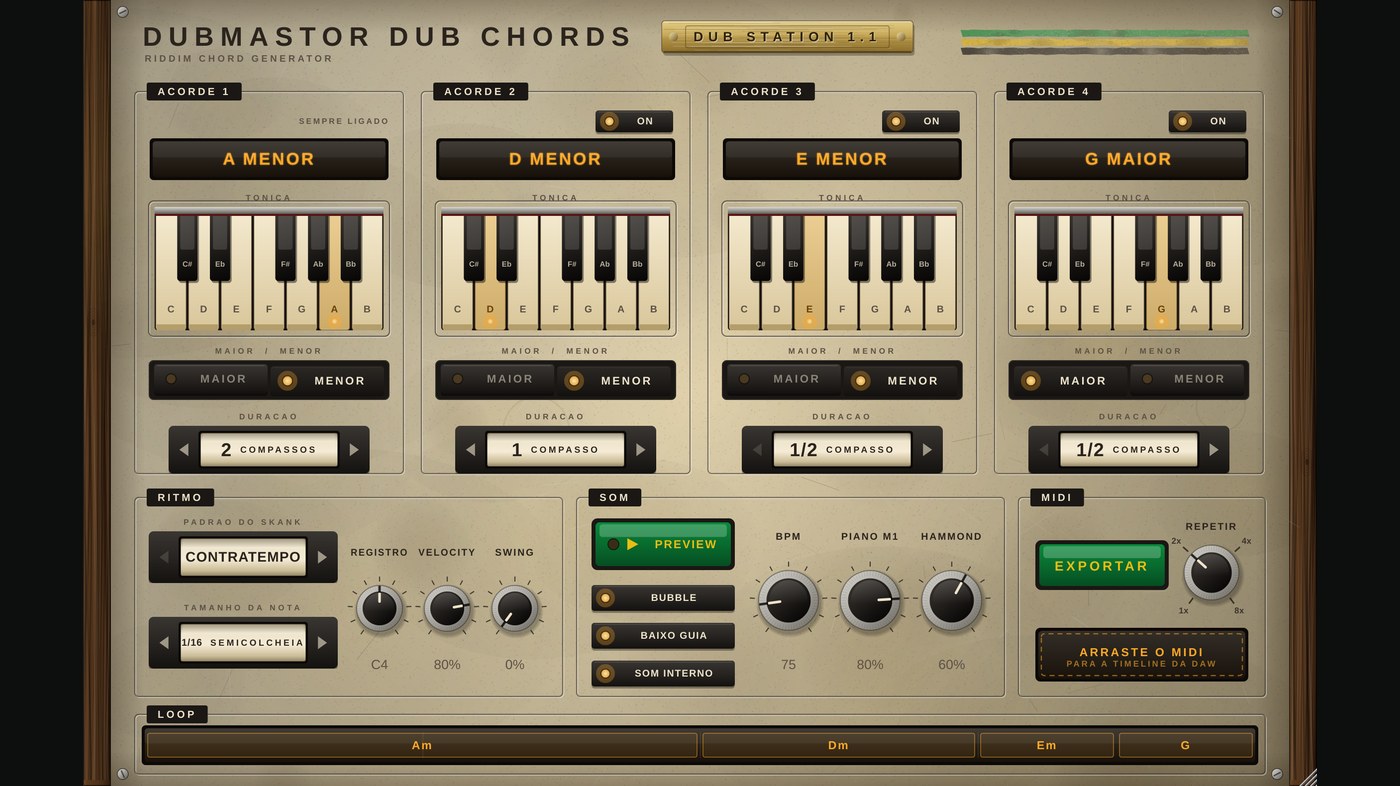 DUBMASTOR DUB CHORDS
RIDDIM CHORD GENERATOR
DUB STATION 1.1
ACORDE 1
SEMPRE LIGADO
A MENOR
TONICA
C# Eb F# Ab Bb
C D E F G A B
MAIOR / MENOR
MAIOR MENOR
DURACAO
2 COMPASSOS
ACORDE 2
ON
D MENOR
TONICA
C# Eb F# Ab Bb
C D E F G A B
MAIOR / MENOR
MAIOR MENOR
DURACAO
1 COMPASSO
ACORDE 3
ON
E MENOR
TONICA
C# Eb F# Ab Bb
C D E F G A B
MAIOR / MENOR
MAIOR MENOR
DURACAO
1/2 COMPASSO
ACORDE 4
ON
G MAIOR
TONICA
C# Eb F# Ab Bb
C D E F G A B
MAIOR / MENOR
MAIOR MENOR
DURACAO
1/2 COMPASSO
RITMO
PADRAO DO SKANK
CONTRATEMPO
TAMANHO DA NOTA
1/16 SEMICOLCHEIA
REGISTRO VELOCITY SWING
C4 80% 0%
SOM
PREVIEW
BUBBLE
BAIXO GUIA
SOM INTERNO
BPM PIANO M1 HAMMOND
75 80% 60%
MIDI
EXPORTAR
REPETIR
2x 4x
1x 8x
ARRASTE O MIDI
PARA A TIMELINE DA DAW
LOOP
Am Dm Em G